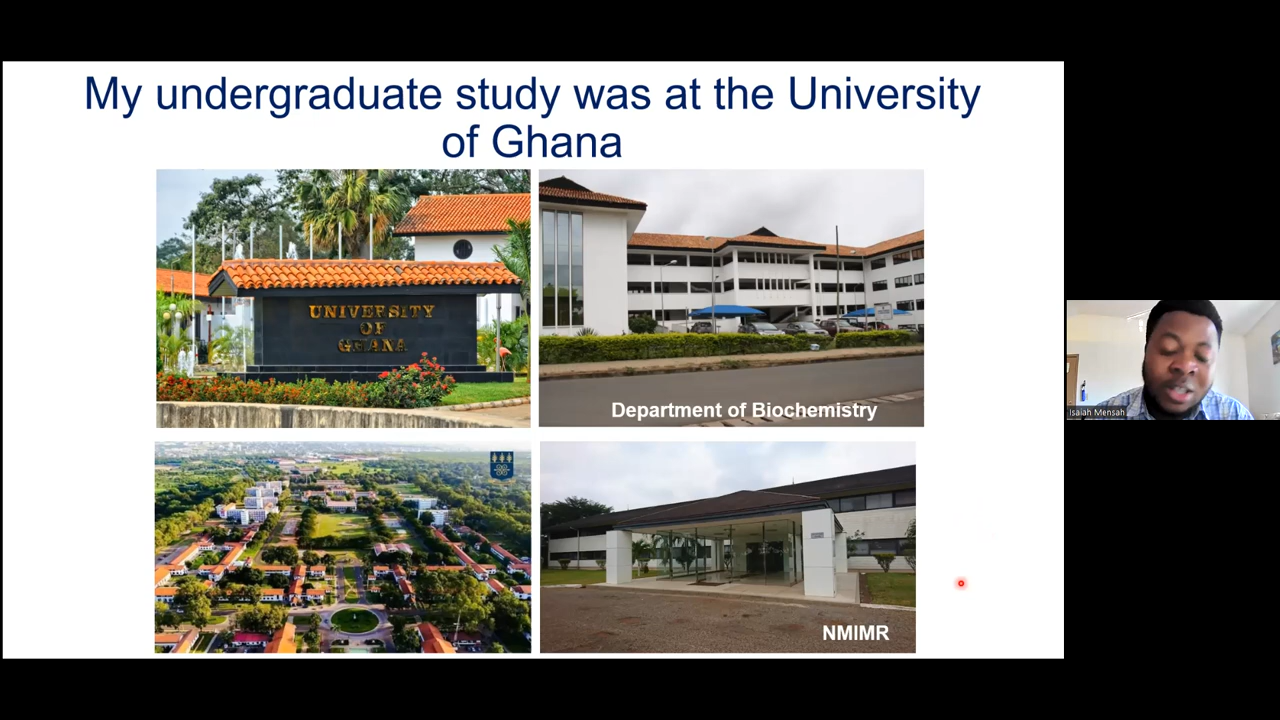 My undergraduate study was at the University
of Ghana
UNIVERSITY
OF
GHANA
Department of Biochemistry
NMIMR
Isaiah Mensah